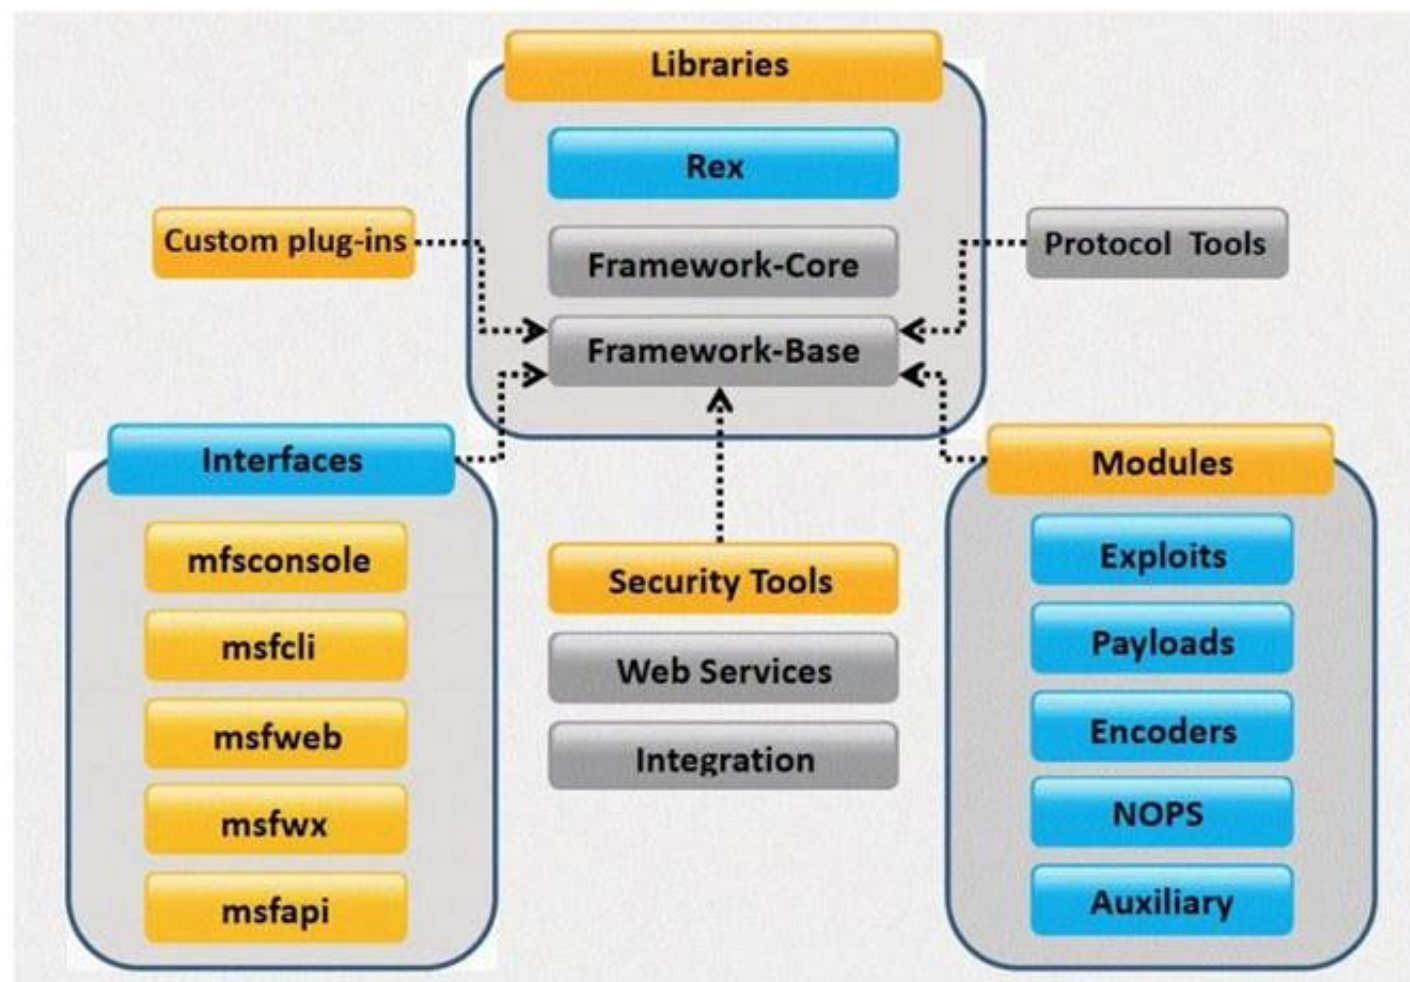 Libraries
Rex
Custom plug-ins
Framework-Core
Protocol Tools
Framework-Base
Interfaces
mfsconsole
msfcli
msfweb
msfwx
msfapi
Security Tools
Web Services
Integration
Modules
Exploits
Payloads
Encoders
NOPS
Auxiliary